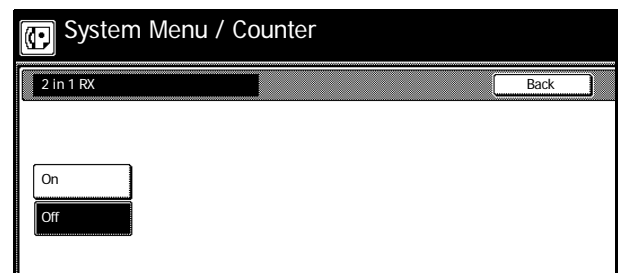 System Menu / Counter
2 in 1 RX
Back
On
Off